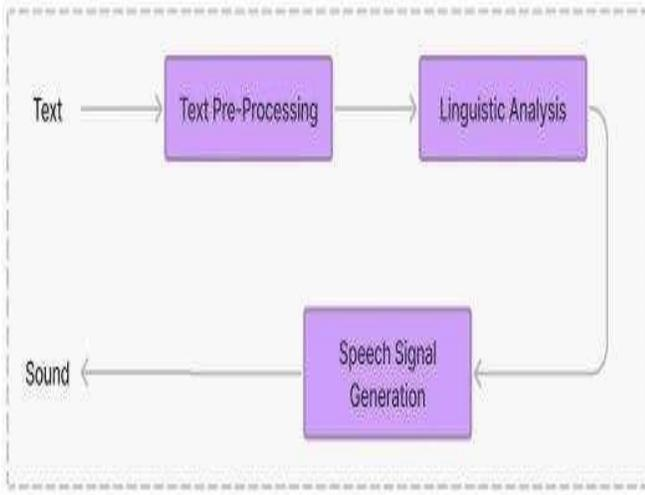 Text
Text Pre-Processing
Linguistic Analysis
Speech Signal
Generation
Sound